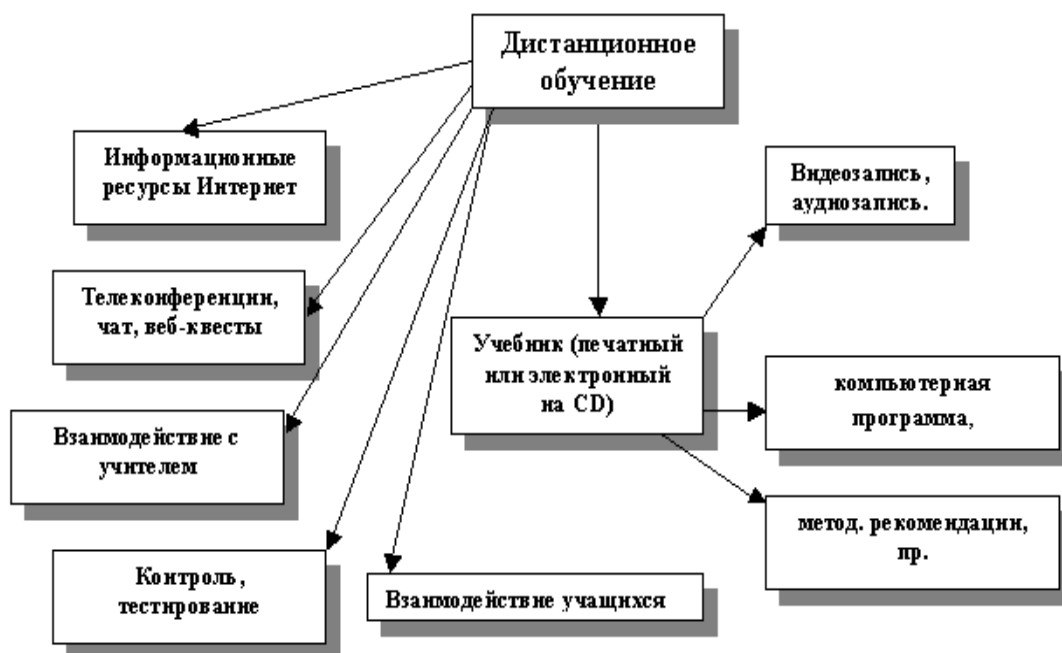 Дистанционное
обучение
Информационные
ресурсы Интернет
Видеозапись,
аудиозапись.
Телеконференции,
чат, веб-квесты
Учебник (печатный
или электронный
на CD)
компьютерная
программа,
Взаимодействие с
учителем
метод. рекомендации,
пр.
Контроль,
тестирование
Взаимодействие учащихся